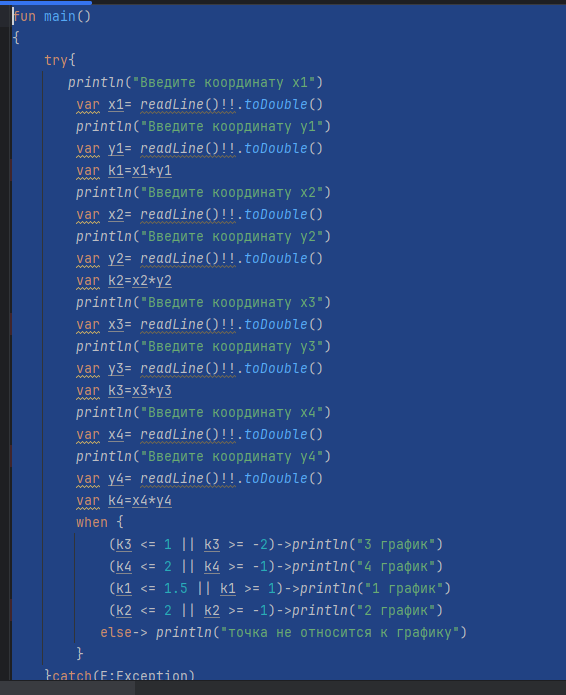 fun main()
{
    try{
       println("Введите координату x1")
        var x1= readLine()!!.toDouble()
        println("Введите координату y1")
        var y1= readLine()!!.toDouble()
        var k1=x1*y1
        println("Введите координату x2")
        var x2= readLine()!!.toDouble()
        println("Введите координату y2")
        var y2= readLine()!!.toDouble()
        var k2=x2*y2
        println("Введите координату x3")
        var x3= readLine()!!.toDouble()
        println("Введите координату y3")
        var y3= readLine()!!.toDouble()
        var k3=x3*y3
        println("Введите координату x4")
        var x4= readLine()!!.toDouble()
        println("Введите координату y4")
        var y4= readLine()!!.toDouble()
        var k4=x4*y4
        when {
            (k3 <= 1 || k3 >= -2)->println("3 график")
            (k4 <= 2 || k4 >= -1)->println("4 график")
            (k1 <= 1.5 || k1 >= 1)->println("1 график")
            (k2 <= 2 || k2 >= -1)->println("2 график")
           else-> println("точка не относится к графику")
        }
    }catch(E:Exception)